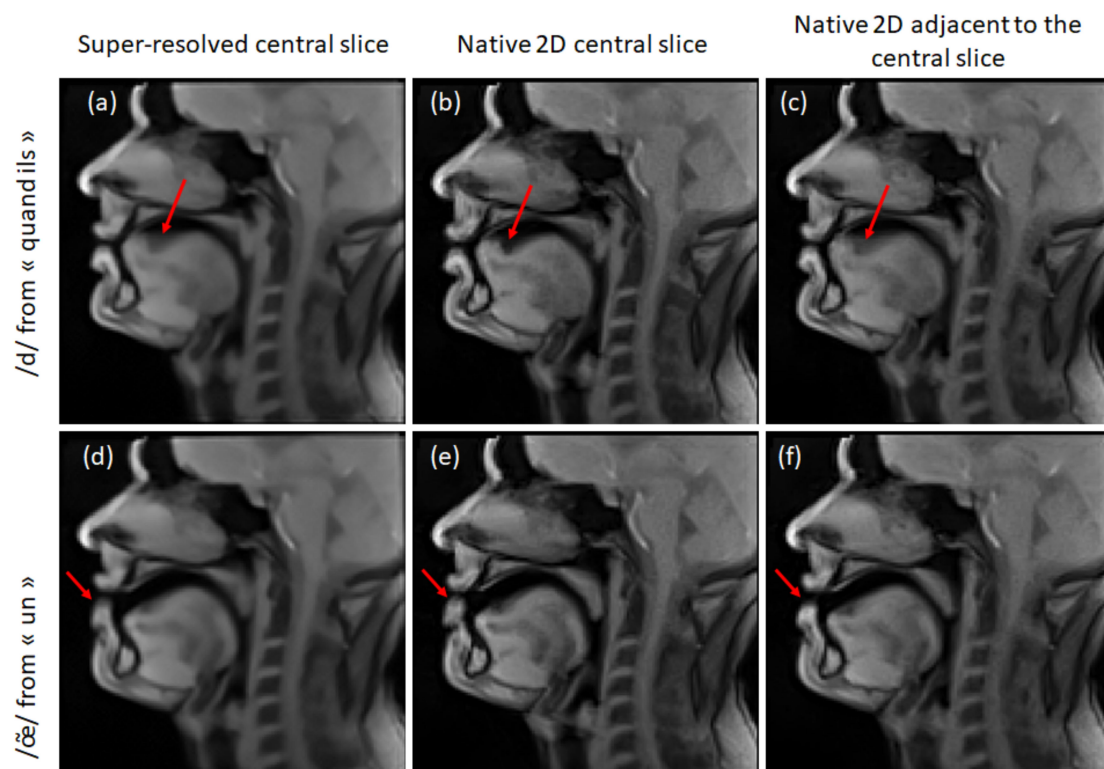 Super-resolved central slice
Native 2D central slice
Native 2D adjacent to the
central slice
/d/ from « quand ils »
(a)
(b)
(c)
/œ̃/ from « un »
(d)
(e)
(f)